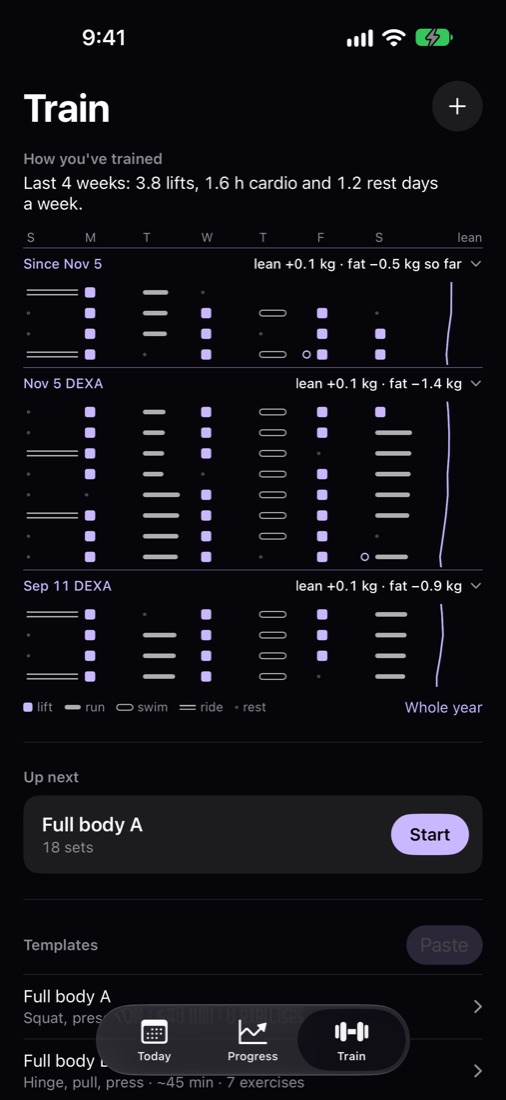 9:41
Train
How you've trained
Last 4 weeks: 3.8 lifts, 1.6 h cardio and 1.2 rest days
a week.
S M T W T F S lean
Since Nov 5 lean +0.1 kg · fat −0.5 kg so far
Nov 5 DEXA lean +0.1 kg · fat −1.4 kg
Sep 11 DEXA lean +0.1 kg · fat −0.9 kg
lift run swim ride rest Whole year
Up next
Full body A
18 sets
Start
Templates Paste
Full body A
Squat,
Full body
Hinge, pull, press · ~45 min · 7 exercises
Today Progress Train